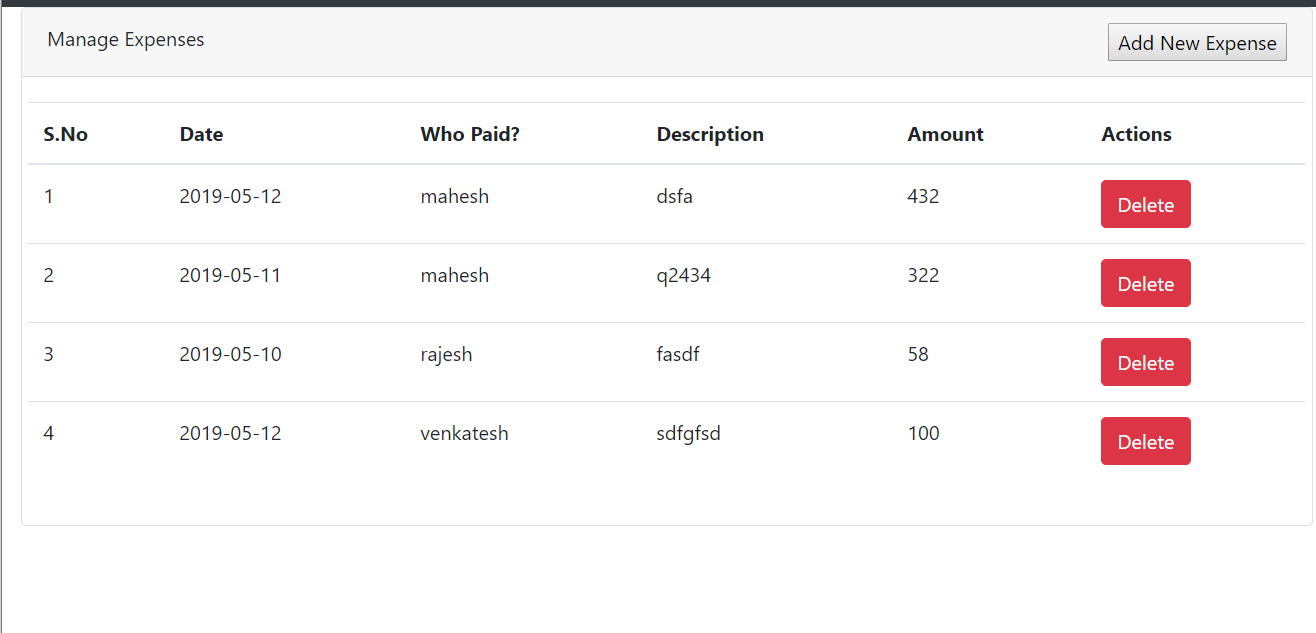 Manage Expenses Add New Expense
S.No Date Who Paid? Description Amount Actions
1 2019-05-12 mahesh dsfa 432 Delete
2 2019-05-11 mahesh q2434 322 Delete
3 2019-05-10 rajesh fasdf 58 Delete
4 2019-05-12 venkatesh sdfgfsd 100 Delete